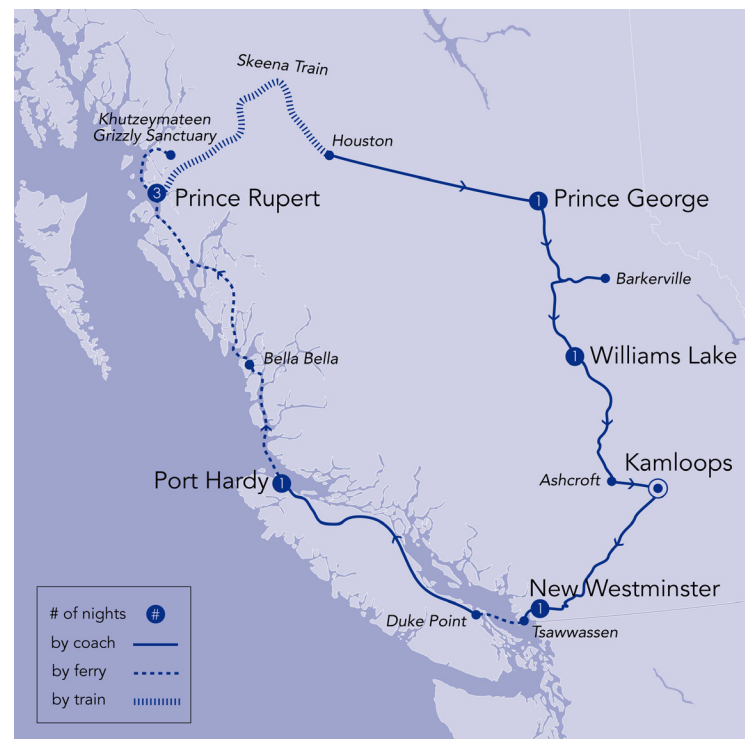 Skeena Train
Khutzeymateen
Grizzly Sanctuary
Houston
3
Prince Rupert
1
Prince George
Barkerville
Bella Bella
1
Williams Lake
Port Hardy
1
Ashcroft
Kamloops
New Westminster
1
Duke Point
Tsawwassen
# of nights #
by coach
by ferry
by train